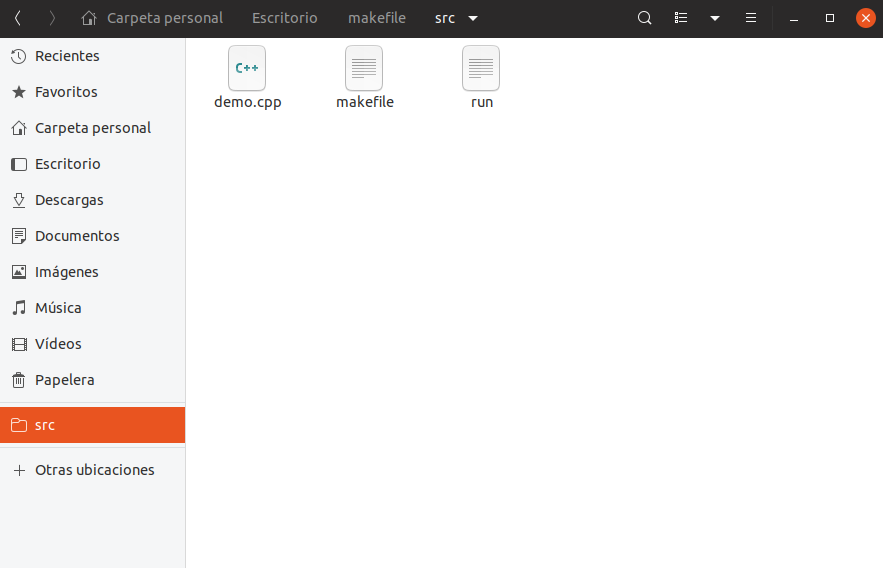 Carpeta personal Escritorio makefile src
Recientes
Favoritos
Carpeta personal
Escritorio
Descargas
Documentos
Imágenes
Música
Vídeos
Papelera
src
Otras ubicaciones
C++
demo.cpp makefile run